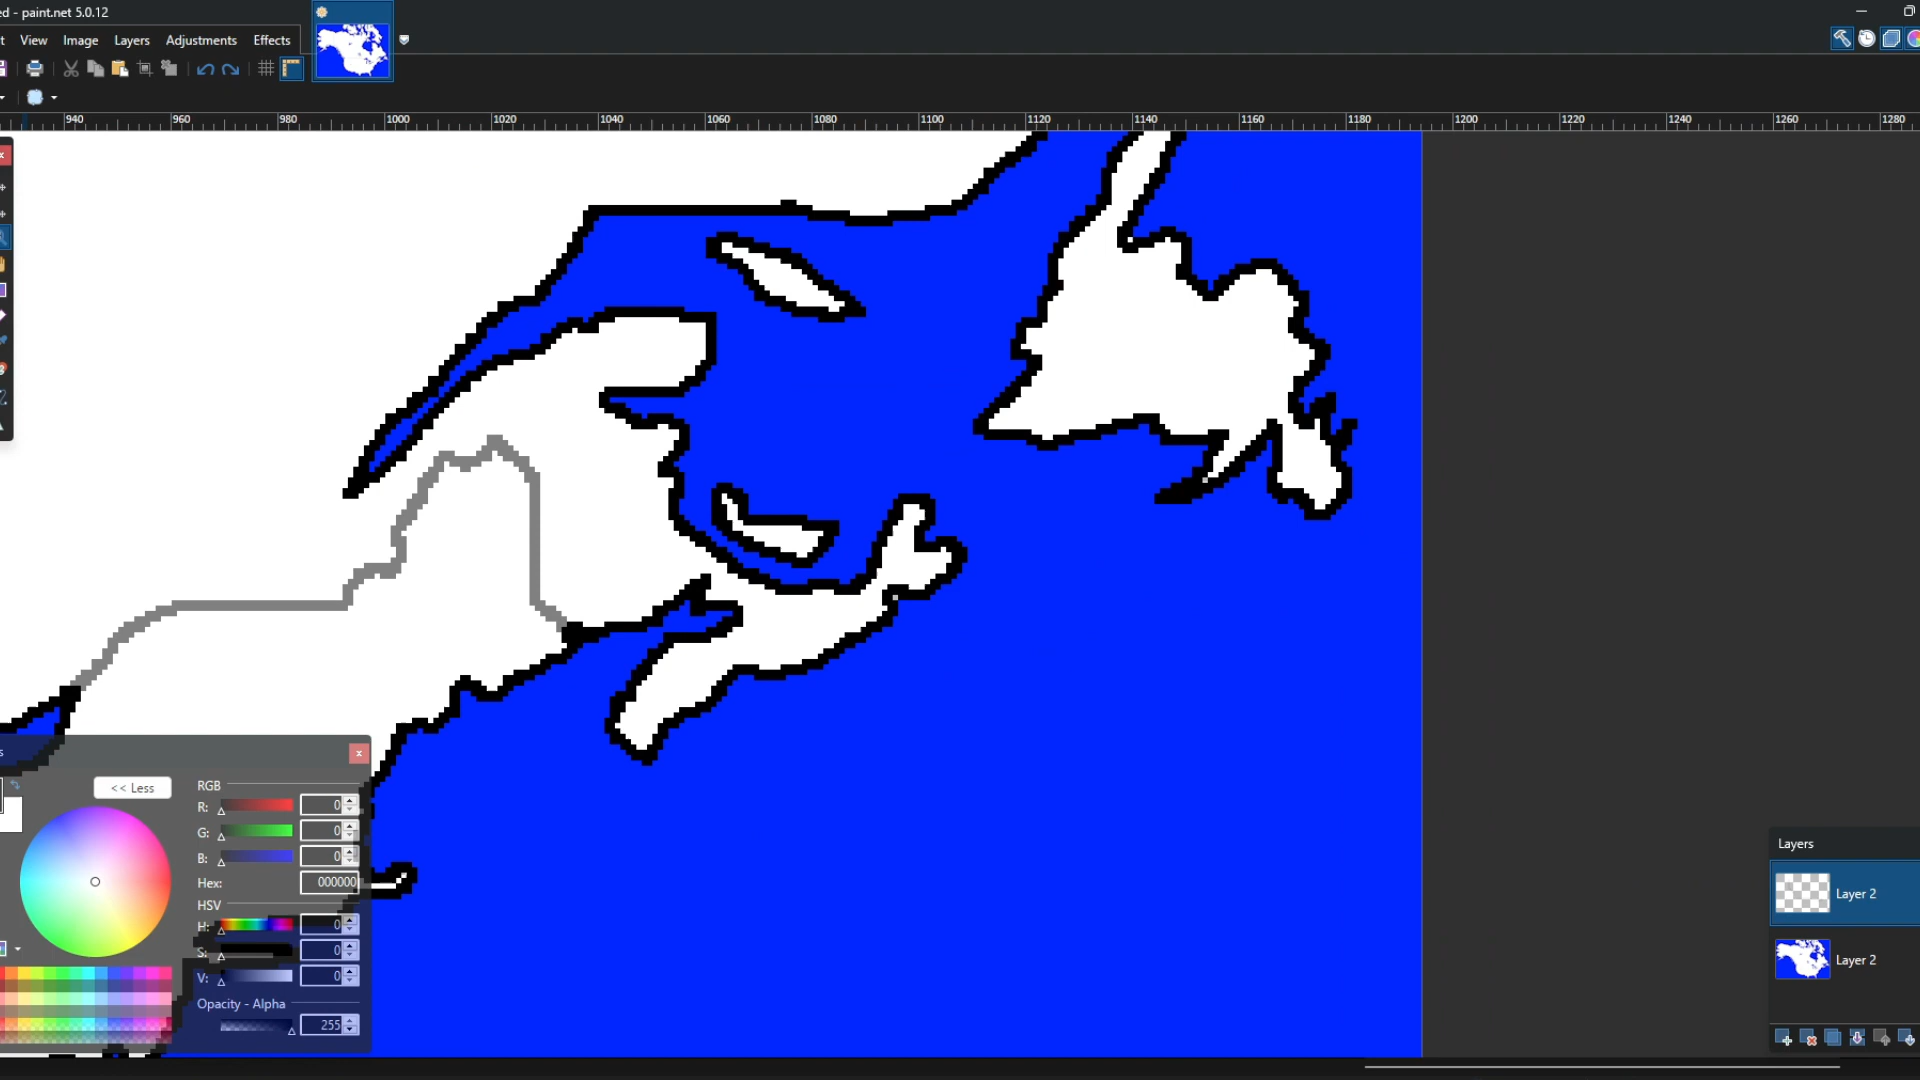 ed - paint.net 5.0.12
t View Image Layers Adjustments Effects
940 960 980 1000 1020 1040 1060 1080 1100 1120 1140 1160 1180 1200 1220 1240 1260 1280
s
<< Less
RGB
R: 0
G: 0
B: 0
Hex: 000000
HSV
H: 0
S: 0
V: 0
Opacity - Alpha
255
Layers
Layer 2
Layer 2